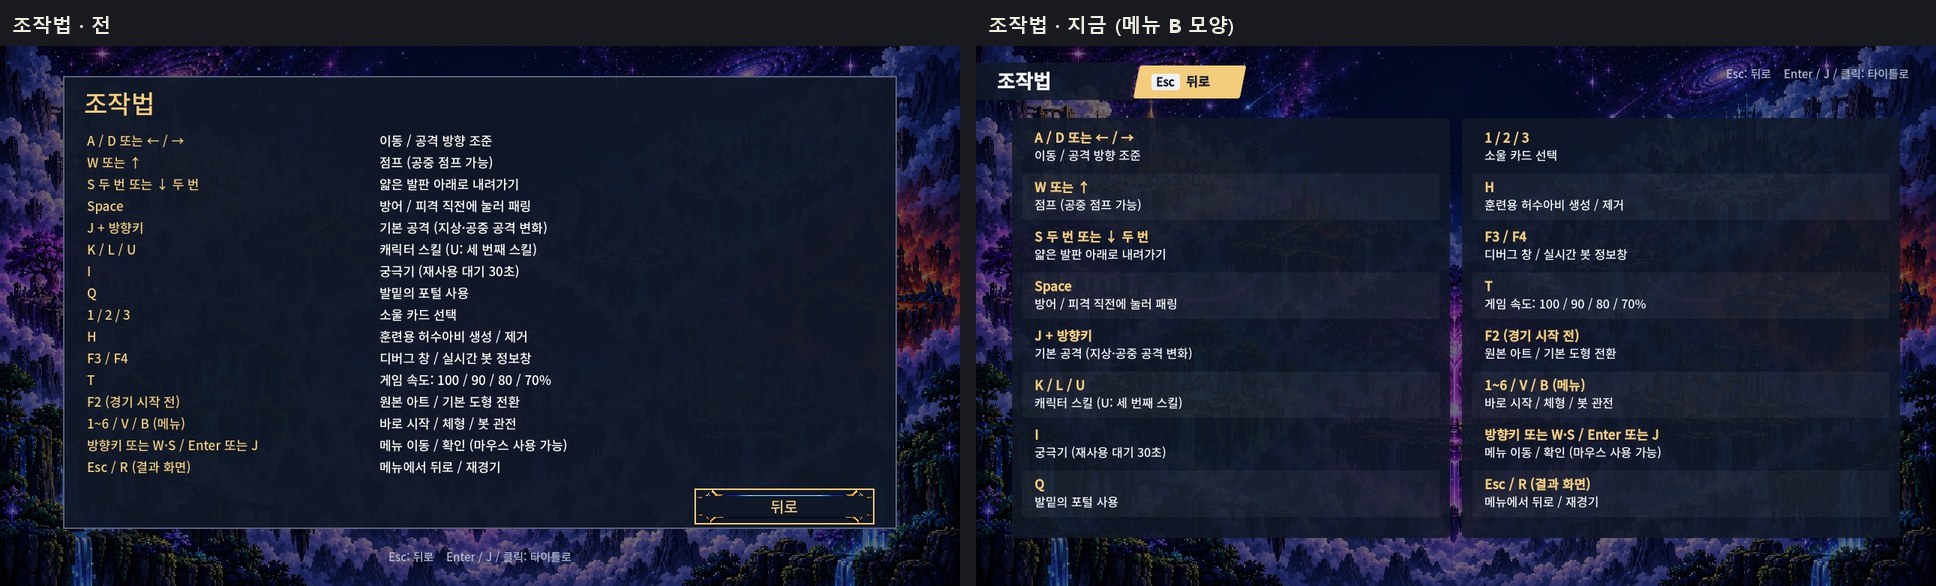 조작법 · 전
조작법
A / D 또는 ← / → 이동 / 공격 방향 조준
W 또는 ↑ 점프 (공중 점프 가능)
S 두 번 또는 ↓ 두 번 얇은 발판 아래로 내려가기
Space 방어 / 피격 직전에 눌러 패링
J + 방향키 기본 공격 (지상·공중 공격 변화)
K / L / U 캐릭터 스킬 (U: 세 번째 스킬)
I 궁극기 (재사용 대기 30초)
Q 발밑의 포털 사용
1 / 2 / 3 소울 카드 선택
H 훈련용 허수아비 생성 / 제거
F3 / F4 디버그 창 / 실시간 봇 정보창
T 게임 속도: 100 / 90 / 80 / 70%
F2 (경기 시작 전) 원본 아트 / 기본 도형 전환
1~6 / V / B (메뉴) 바로 시작 / 체형 / 봇 관전
방향키 또는 W·S / Enter 또는 J 메뉴 이동 / 확인 (마우스 사용 가능)
Esc / R (결과 화면) 메뉴에서 뒤로 / 재경기
뒤로
Esc: 뒤로 Enter / J / 클릭: 타이틀로
조작법 · 지금 (메뉴 B 모양)
조작법 Esc 뒤로 Esc: 뒤로 Enter / J / 클릭: 타이틀로
A / D 또는 ← / →
이동 / 공격 방향 조준
W 또는 ↑
점프 (공중 점프 가능)
S 두 번 또는 ↓ 두 번
얇은 발판 아래로 내려가기
Space
방어 / 피격 직전에 눌러 패링
J + 방향키
기본 공격 (지상·공중 공격 변화)
K / L / U
캐릭터 스킬 (U: 세 번째 스킬)
I
궁극기 (재사용 대기 30초)
Q
발밑의 포털 사용
1 / 2 / 3
소울 카드 선택
H
훈련용 허수아비 생성 / 제거
F3 / F4
디버그 창 / 실시간 봇 정보창
T
게임 속도: 100 / 90 / 80 / 70%
F2 (경기 시작 전)
원본 아트 / 기본 도형 전환
1~6 / V / B (메뉴)
바로 시작 / 체형 / 봇 관전
방향키 또는 W·S / Enter 또는 J
메뉴 이동 / 확인 (마우스 사용 가능)
Esc / R (결과 화면)
메뉴에서 뒤로 / 재경기